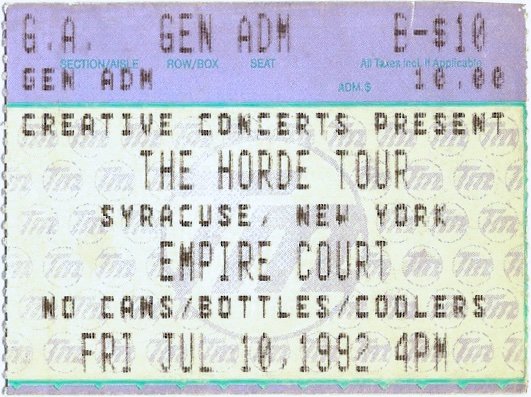 G.A. GEN ADM B-$10
SECTION/AISLE ROW/BOX SEAT All Taxes Incl. If Applicable
GEN ADM ADM.$ 10.00
CREATIVE CONCERTS PRESENT
THE HORDE TOUR
SYRACUSE, NEW YORK
EMPIRE COURT
NO CANS/BOTTLES/COOLERS
FRI JUL 10,1992 4PM